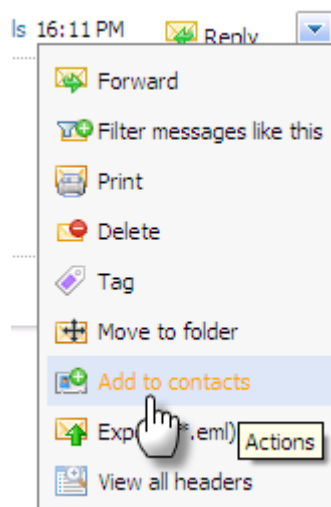 ls 16:11 PM Reply
Forward
Filter messages like this
Print
Delete
Tag
Move to folder
Add to contacts
Exp *.eml)
Actions
View all headers